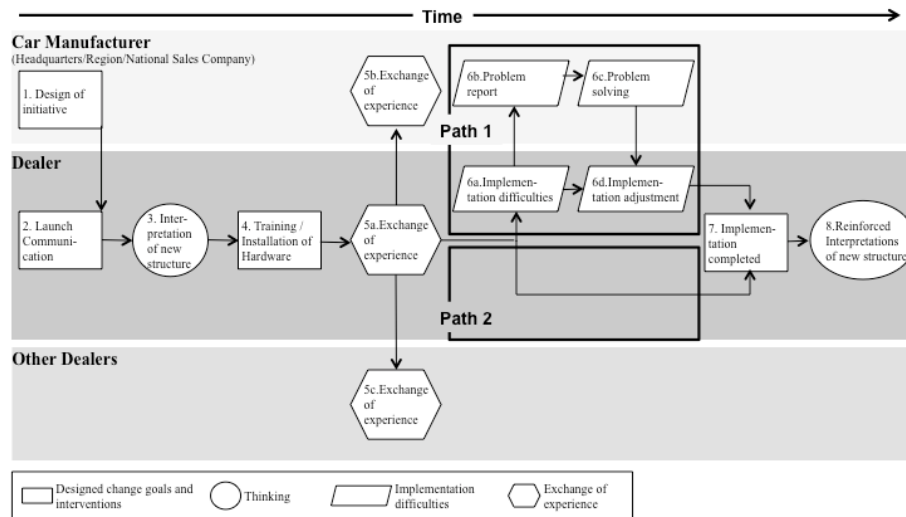 Time
Car Manufacturer
(Headquarters/Region/National Sales Company)
1. Design of
initiative
5b.Exchange
of
experience
6b.Problem
report
6c.Problem
solving
Path 1
Dealer
2. Launch
Communi-
cation
3. Inter-
pretation
of new
structure
4. Training /
Installation of
Hardware
5a.Exchange
of
experience
6a.Implemen-
tation
difficulties
6d.Implemen-
tation
adjustment
7. Implemen-
tation
completed
8.Reinforced
Interpretations
of new structure
Path 2
Other Dealers
5c.Exchange
of
experience
Designed change goals and
interventions
Thinking
Implementation
difficulties
Exchange of
experience